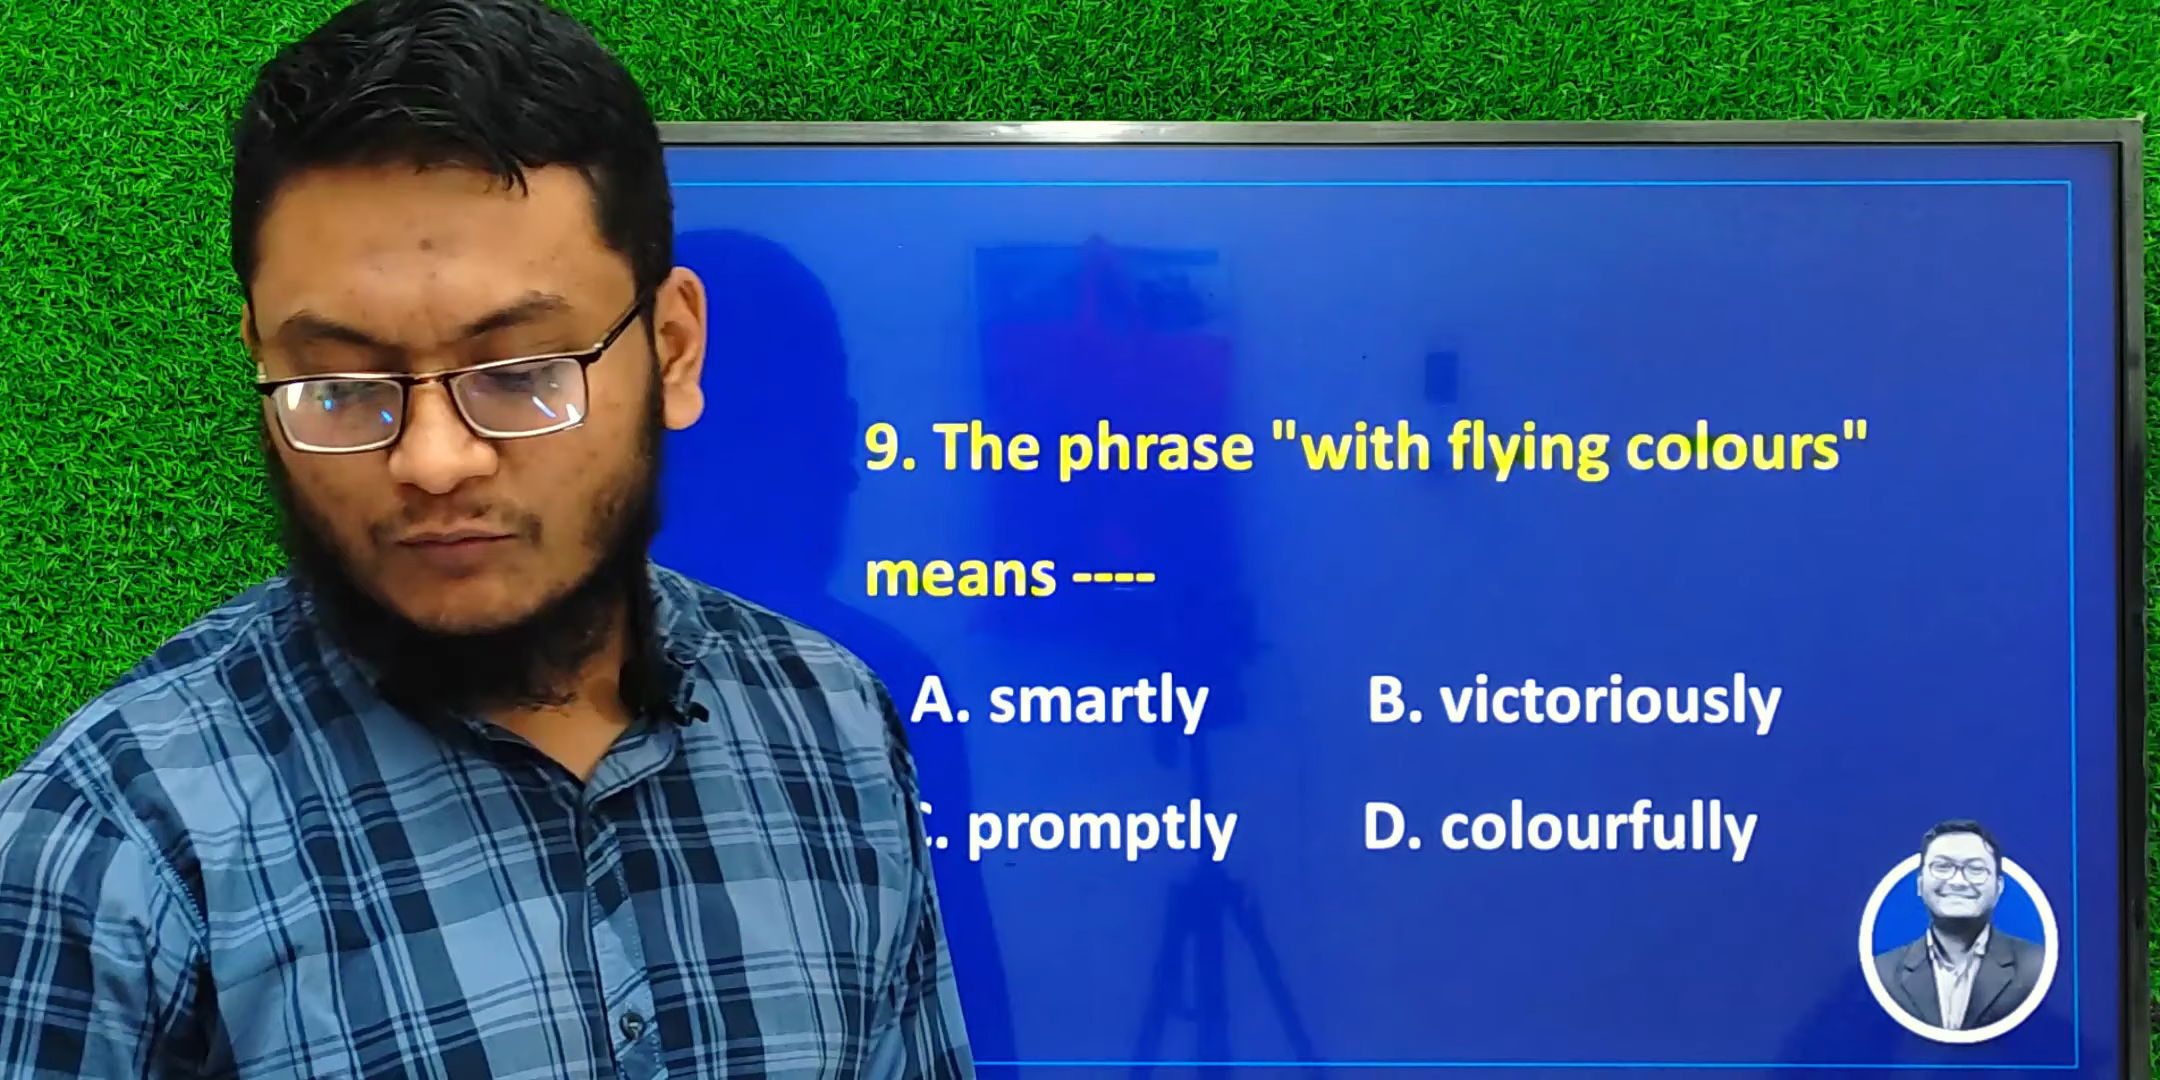 9. The phrase "with flying colours"
means ----
A. smartly B. victoriously
C. promptly D. colourfully